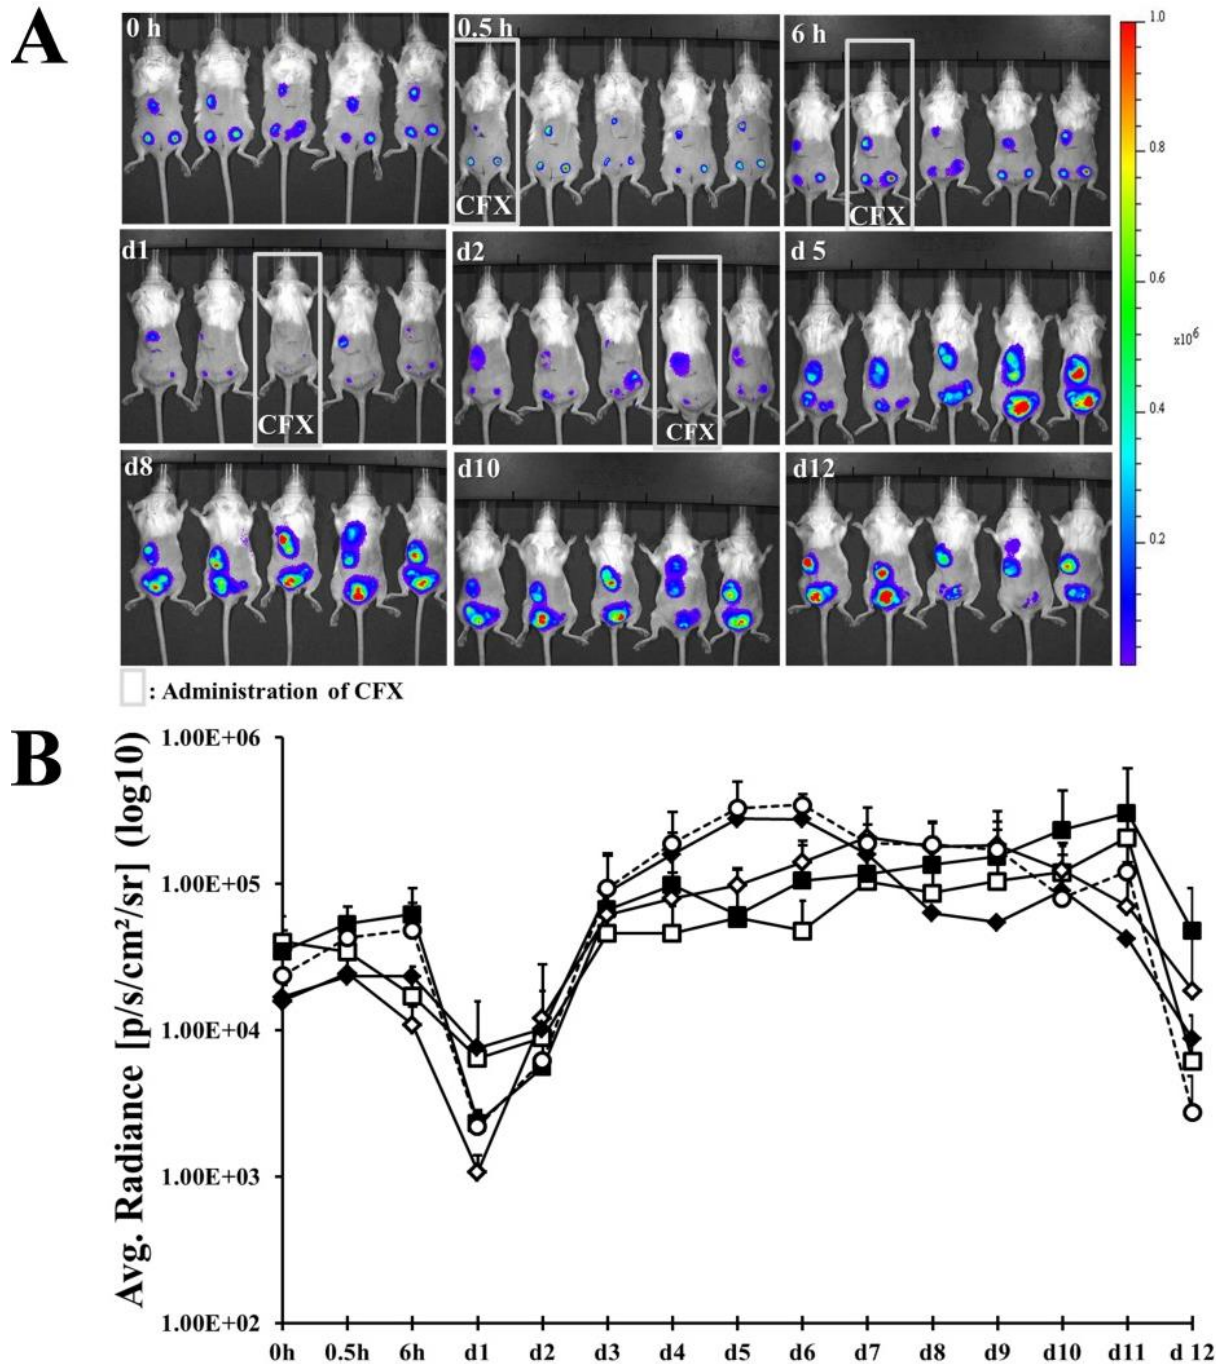 A
0 h
0.5 h
6 h
CFX
CFX
1.0
0.8
0.6
x10⁶
0.4
0.2
d1
d2
d 5
CFX
CFX
d8
d10
d12
: Administration of CFX
B
Avg. Radiance [p/s/cm²/sr] (log10)
1.00E+06
1.00E+05
1.00E+04
1.00E+03
1.00E+02
0h 0.5h 6h d1 d2 d3 d4 d5 d6 d7 d8 d9 d10 d11 d 12